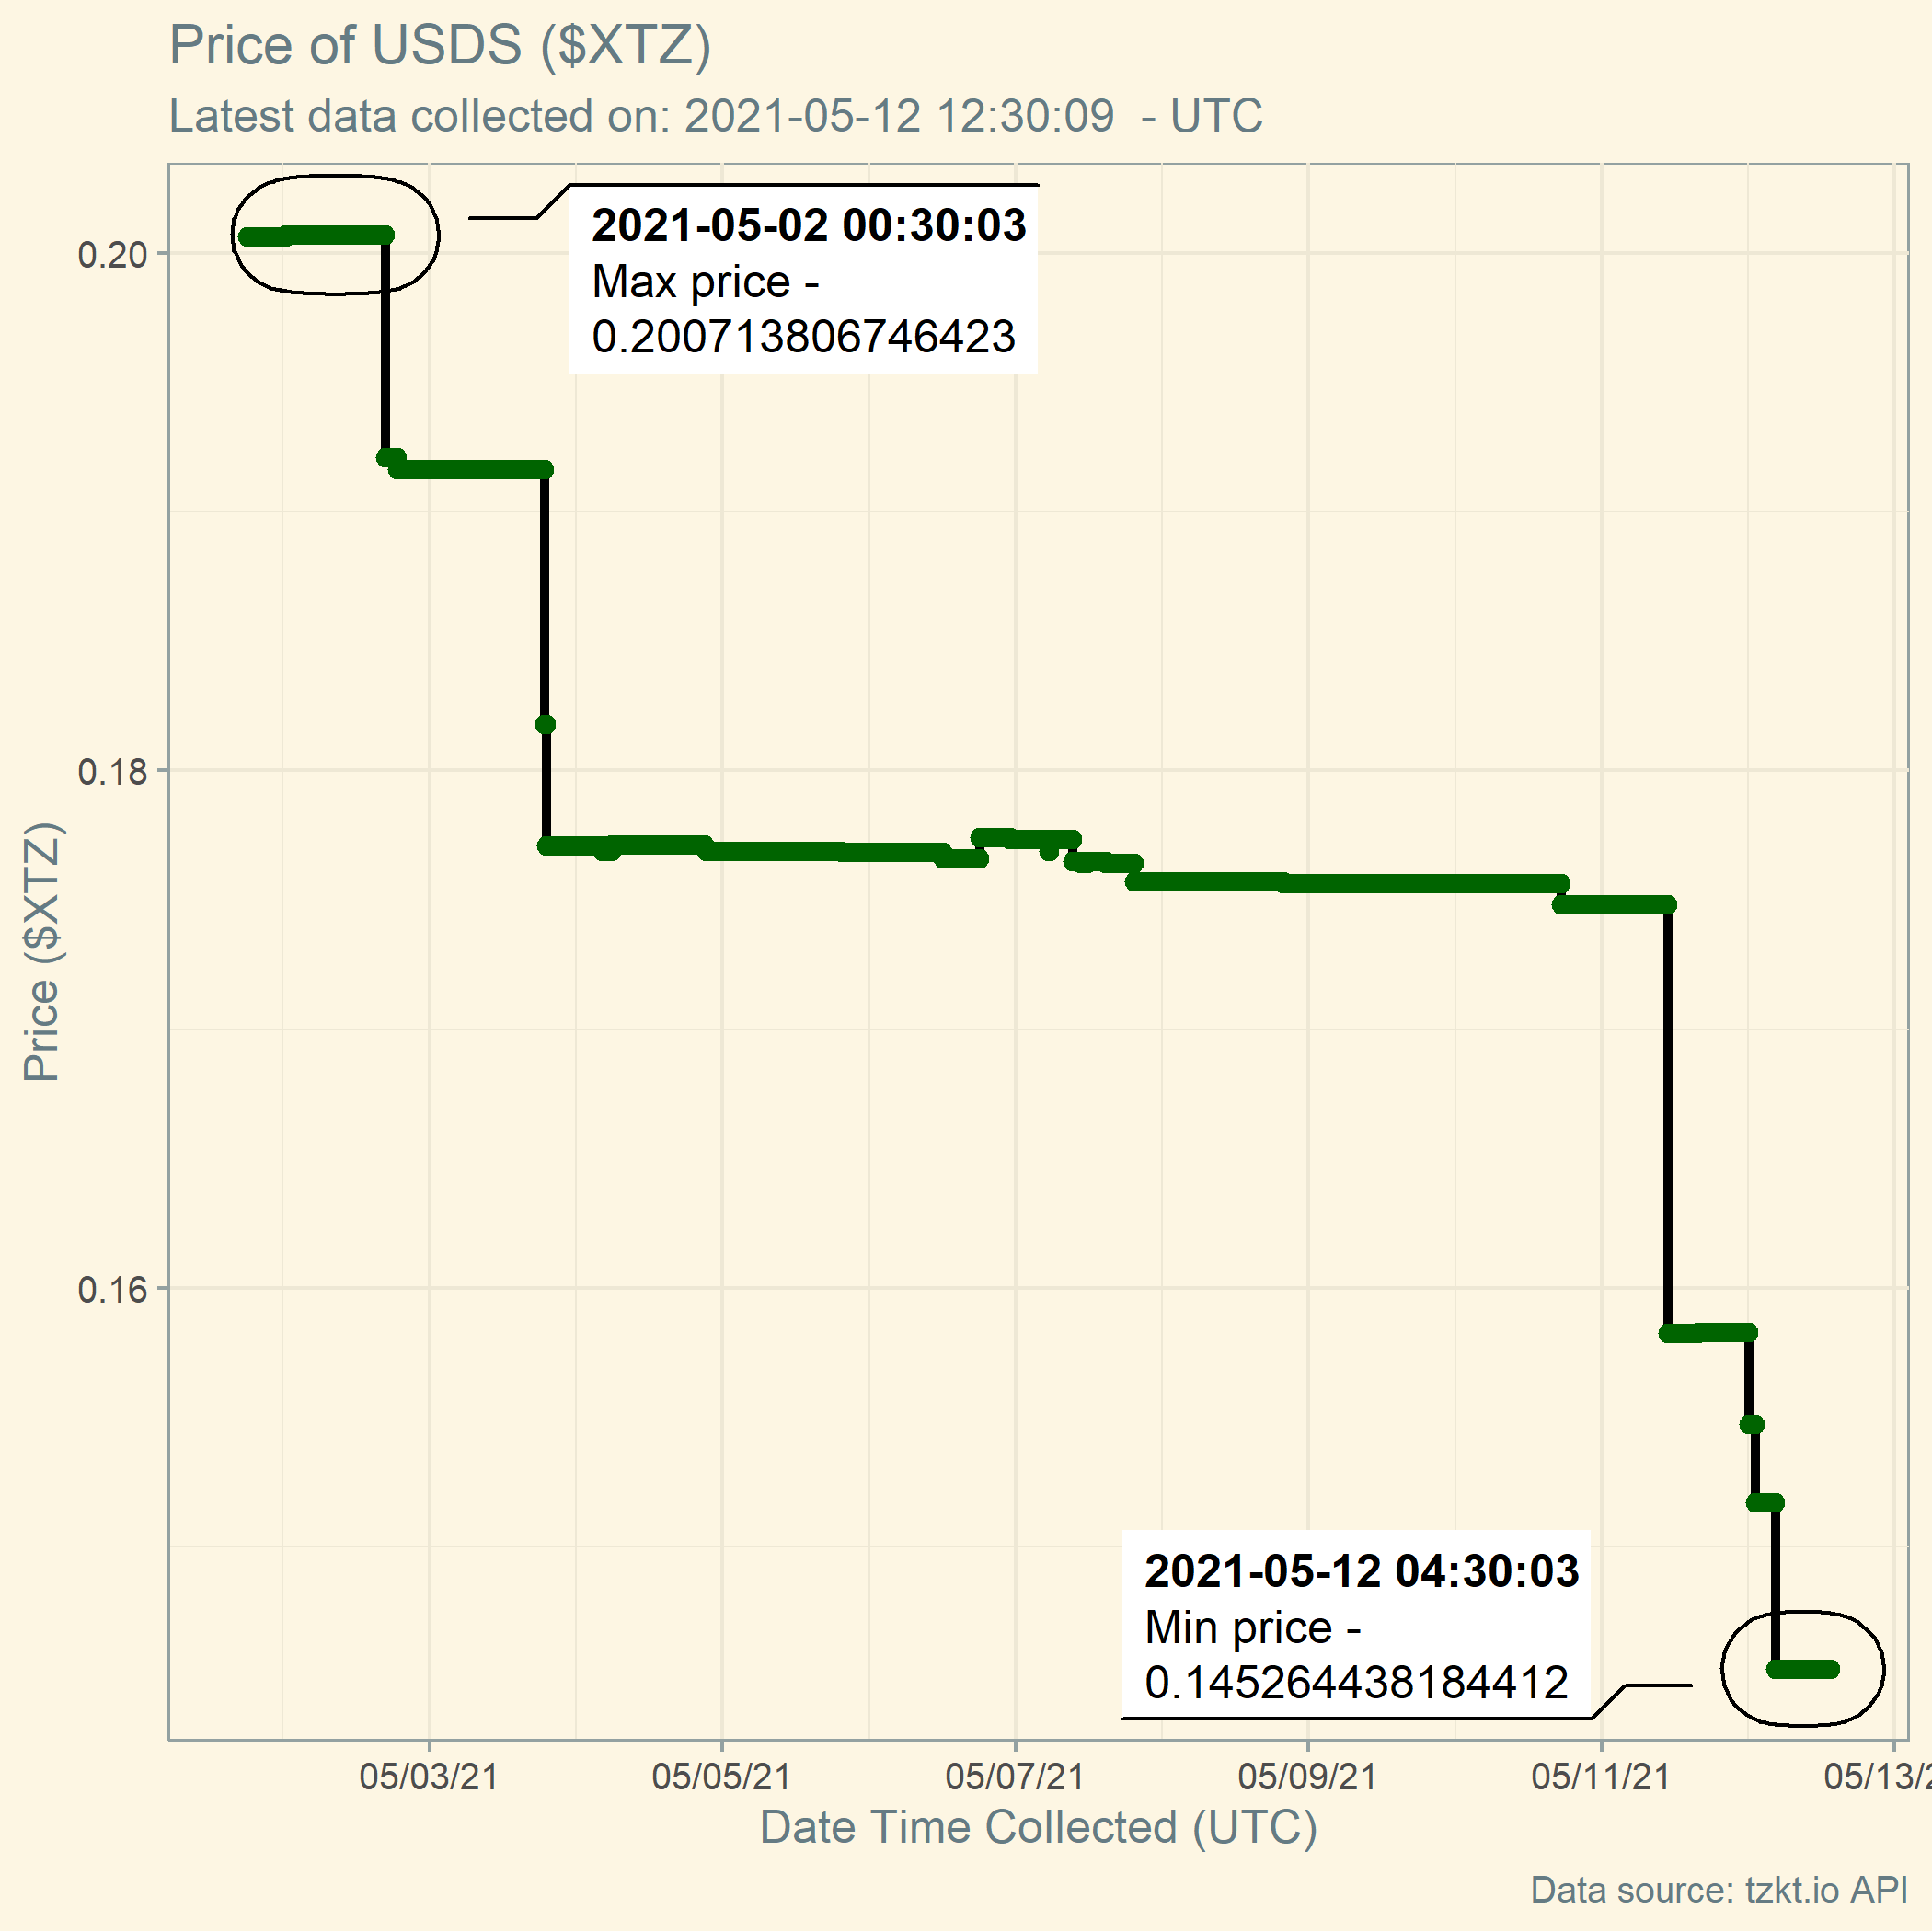 Price of USDS ($XTZ)
Latest data collected on: 2021-05-12 12:30:09  - UTC
2021-05-02 00:30:03
Max price -
0.200713806746423
0.20
0.18
0.16
Price ($XTZ)
2021-05-12 04:30:03
Min price -
0.145264438184412
05/03/21
05/05/21
05/07/21
05/09/21
05/11/21
05/13/2
Date Time Collected (UTC)
Data source: tzkt.io API